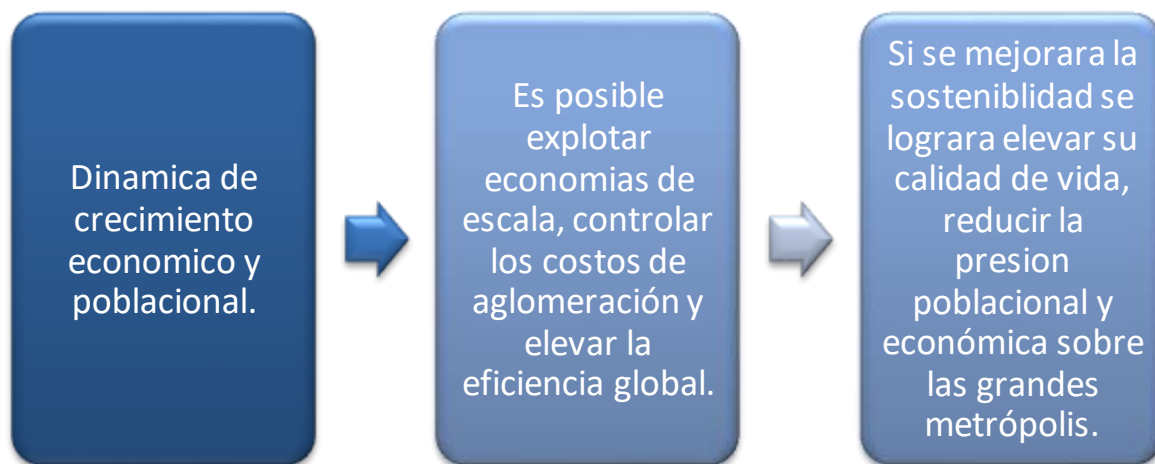 Dinamica de
crecimiento
economico y
poblacional.
Es posible
explotar
economias de
escala, controlar
los costos de
aglomeración y
elevar la
eficiencia global.
Si se mejorara la
sosteniblidad se
lograra elevar su
calidad de vida,
reducir la
presion
poblacional y
económica sobre
las grandes
metrópolis.